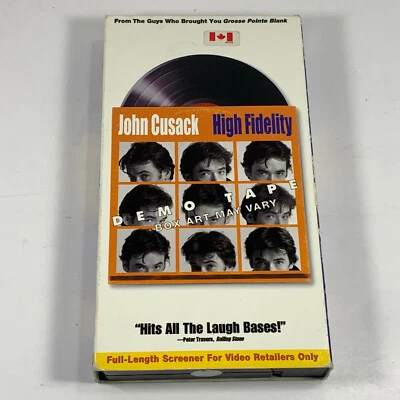 From The Guys Who Brought You Grosse Pointe Blank
John Cusack High Fidelity
DEMO TAPE
BOX ART MAY VARY
"Hits All The Laugh Bases!"
—Peter Travers, Rolling Stone
Full-Length Screener For Video Retailers Only